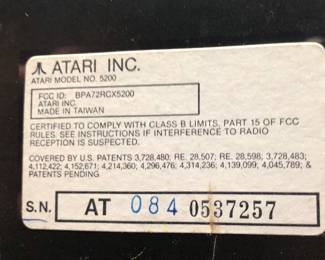 ATARI INC.
ATARI MODEL NO. 5200
FCC ID: BPA72RCX5200
ATARI INC.
MADE IN TAIWAN
CERTIFIED TO COMPLY WITH CLASS B LIMITS, PART 15 OF FCC
RULES. SEE INSTRUCTIONS IF INTERFERENCE TO RADIO
RECEPTION IS SUSPECTED.
COVERED BY U.S. PATENTS 3,728,480; RE. 28,507; RE. 28,598; 3,728,483;
4,112,422; 4,152,671; 4,214,360; 4,296,476; 4,314,236; 4,139,099; 4,045,789; &
PATENTS PENDING
S.N. AT 084 0537257